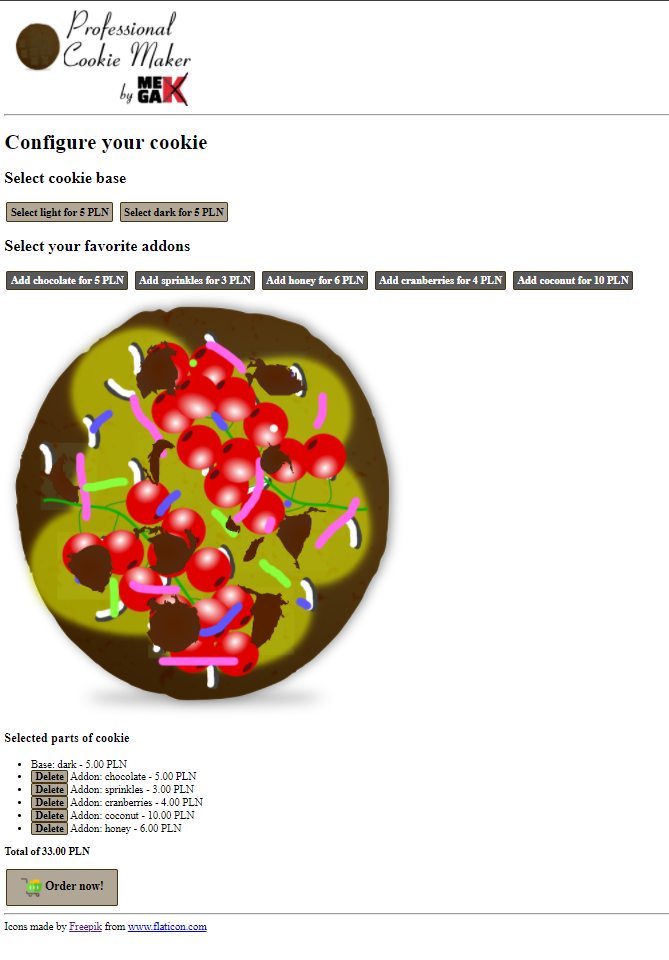 Professional
Cookie Maker
by MEGAK
Configure your cookie
Select cookie base
Select light for 5 PLN Select dark for 5 PLN
Select your favorite addons
Add chocolate for 5 PLN Add sprinkles for 3 PLN Add honey for 6 PLN Add cranberries for 4 PLN Add coconut for 10 PLN
Selected parts of cookie
Base: dark - 5.00 PLN
Delete Addon: chocolate - 5.00 PLN
Delete Addon: sprinkles - 3.00 PLN
Delete Addon: cranberries - 4.00 PLN
Delete Addon: coconut - 10.00 PLN
Delete Addon: honey - 6.00 PLN
Total of 33.00 PLN
Order now!
Icons made by Freepik from www.flaticon.com